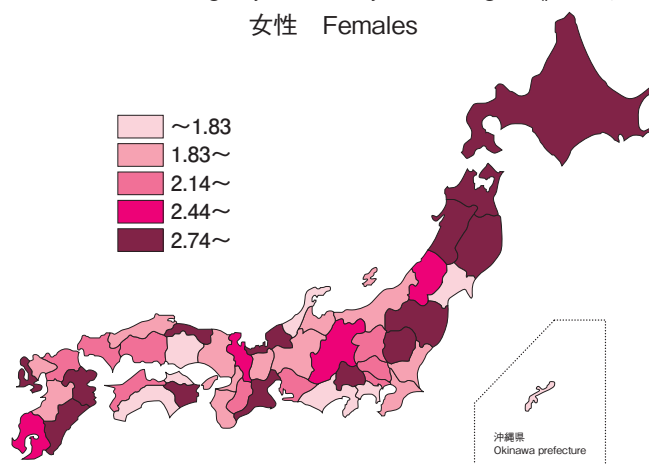 女性 Females
～1.83
1.83～
2.14～
2.44～
2.74～
沖縄県
Okinawa prefecture